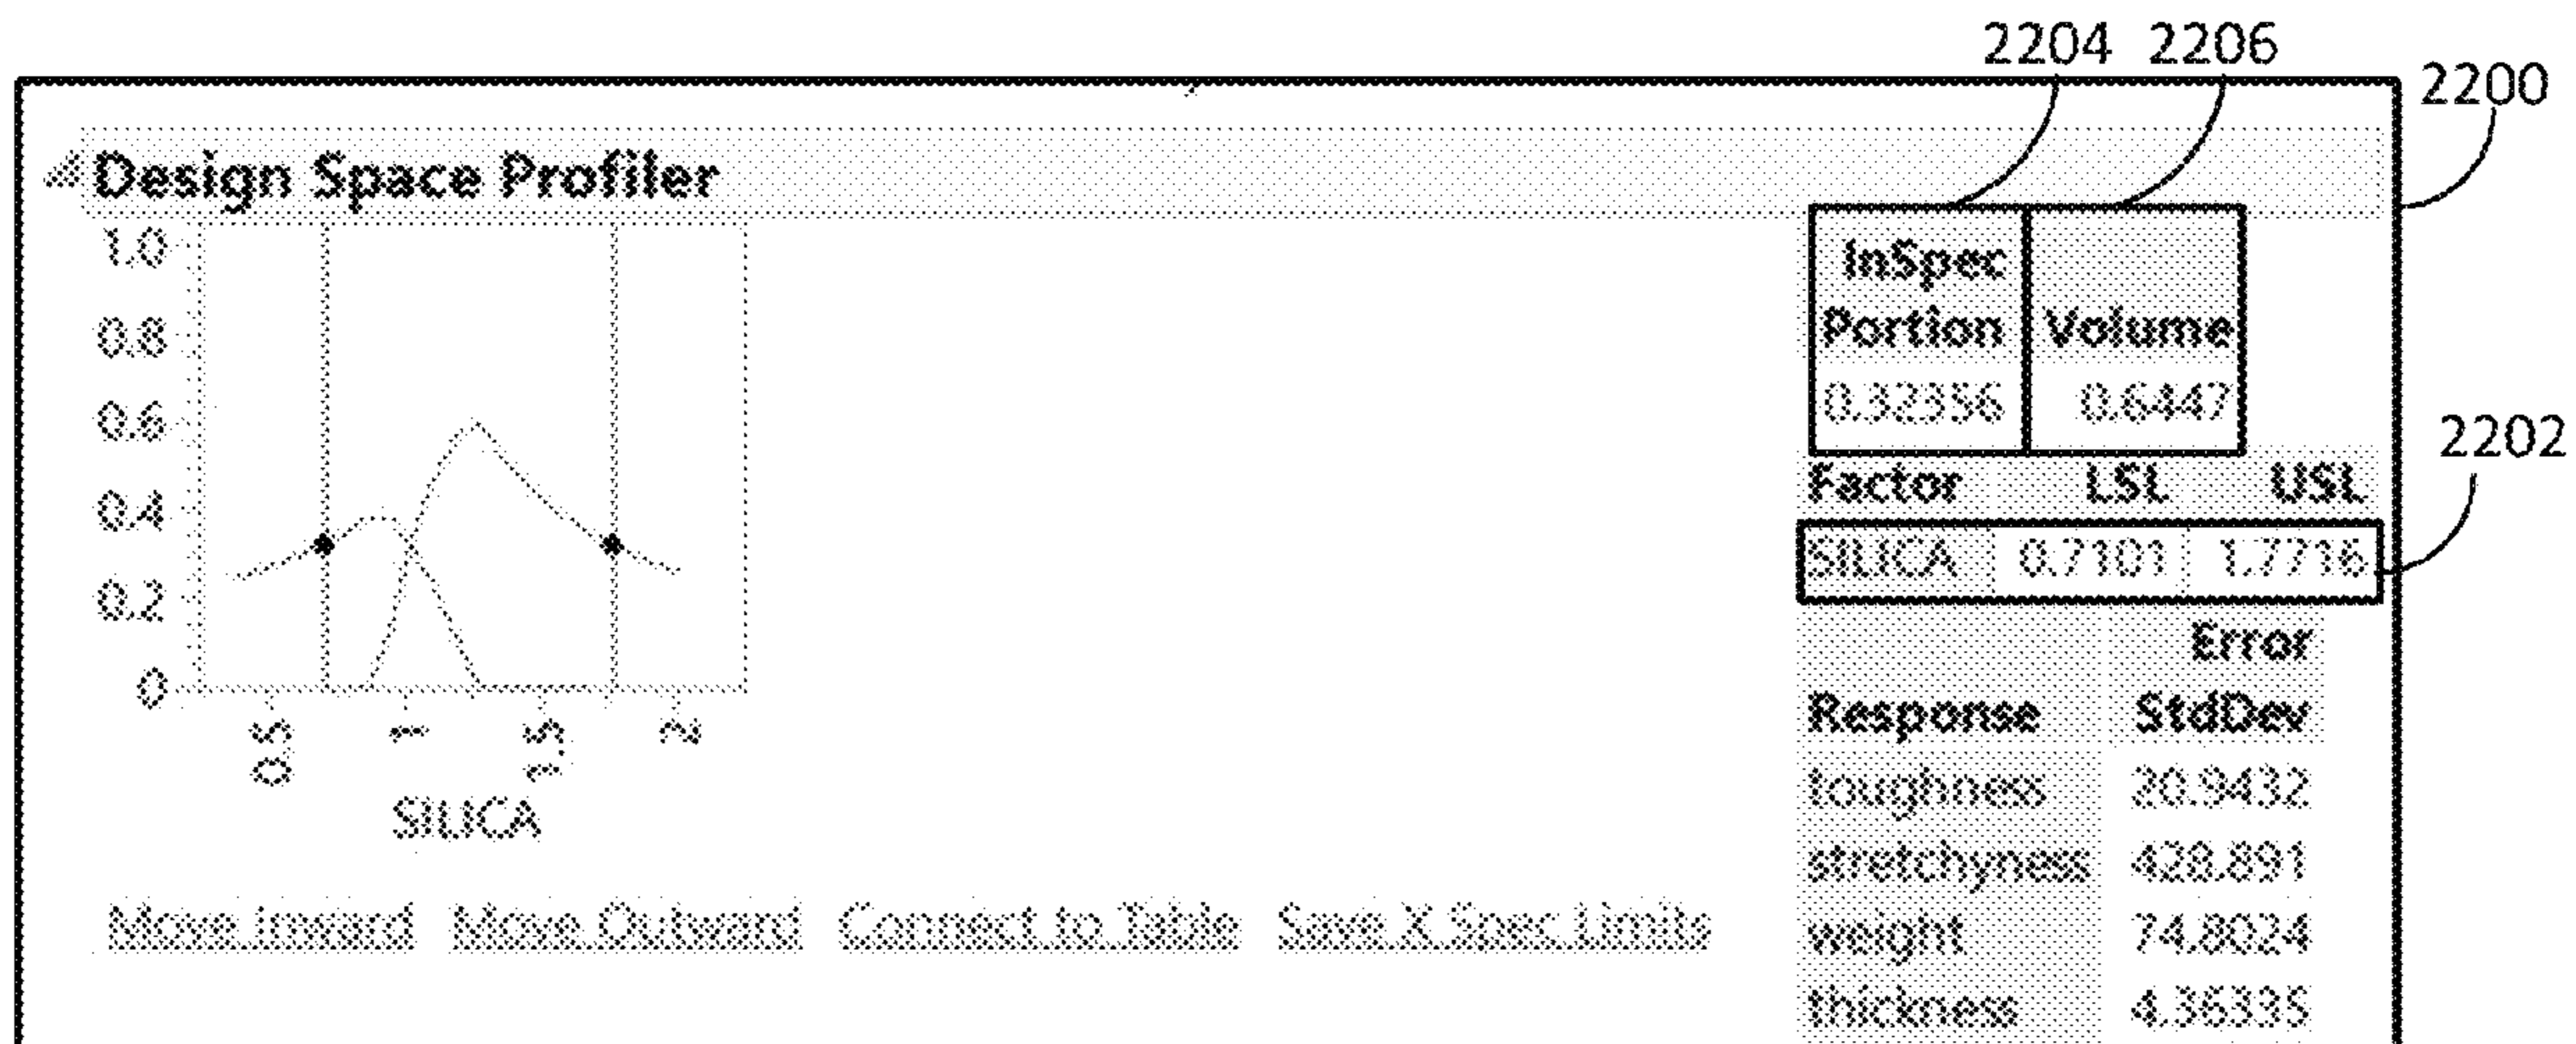 2204 2206
2200
Design Space Profiler
1.0
0.8
0.6
0.4
0.2
0
0.5 1 1.5 2
SILICA
Move Inward Move Outward Connect to Table Save X Spec Limits
InSpec
Portion Volume
0.32356 0.6447
2202
Factor LSL USL
SILICA 0.7101 1.7716
Error
Response StdDev
toughness 20.9432
stretchyness 428.891
weight 74.8024
thickness 4.36335